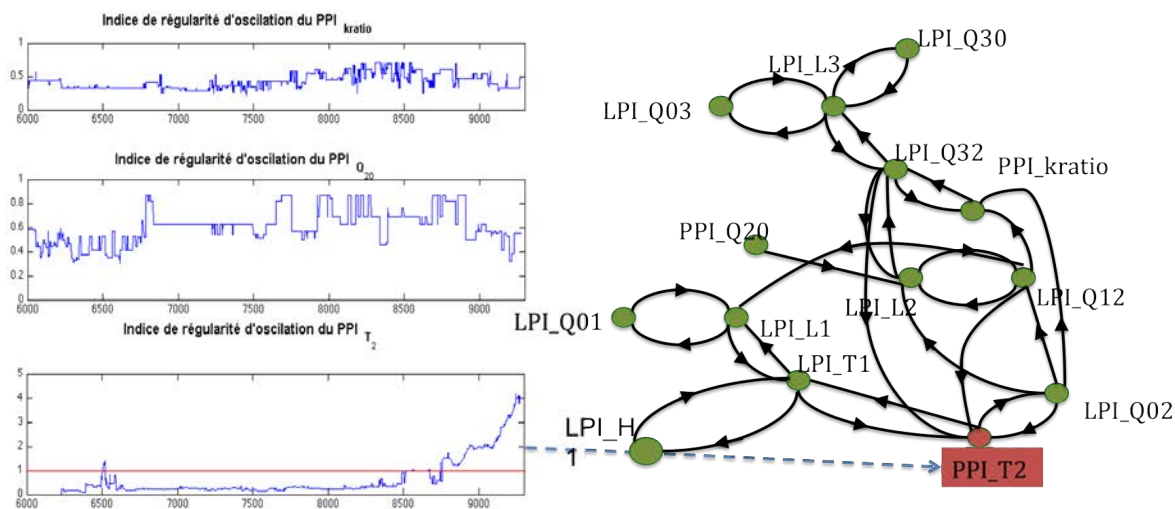 Indice de régularité d'oscilation du PPI kratio
1
0.5
0
6000 6500 7000 7500 8000 8500 9000
Indice de régularité d'oscilation du PPI Q20
1
0.8
0.6
0.4
0.2
0
6000 6500 7000 7500 8000 8500 9000
Indice de régularité d'oscilation du PPI T2
5
4
3
2
1
0
6000 6500 7000 7500 8000 8500 9000
LPI_Q30
LPI_L3
LPI_Q03
LPI_Q32
PPI_kratio
PPI_Q20
LPI_L2
LPI_Q12
LPI_Q01
LPI_L1
LPI_T1
LPI_Q02
LPI_H
1
PPI_T2